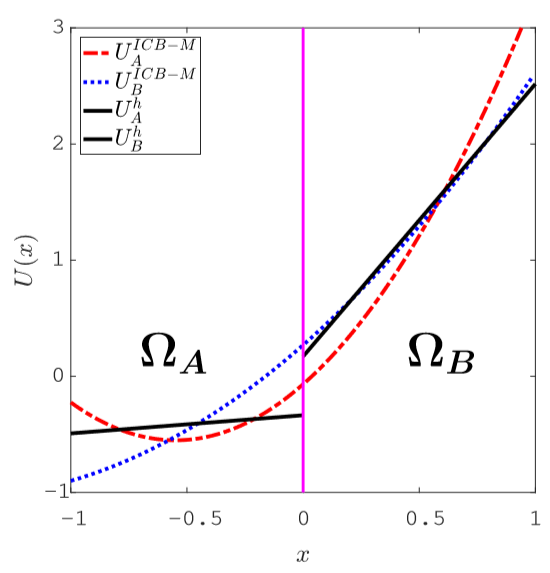 3
U_A^{ICB-M}
U_B^{ICB-M}
U_A^h
U_B^h
2
1
0
−1
U(x)
Ω_A
Ω_B
−1 −0.5 0 0.5 1
x